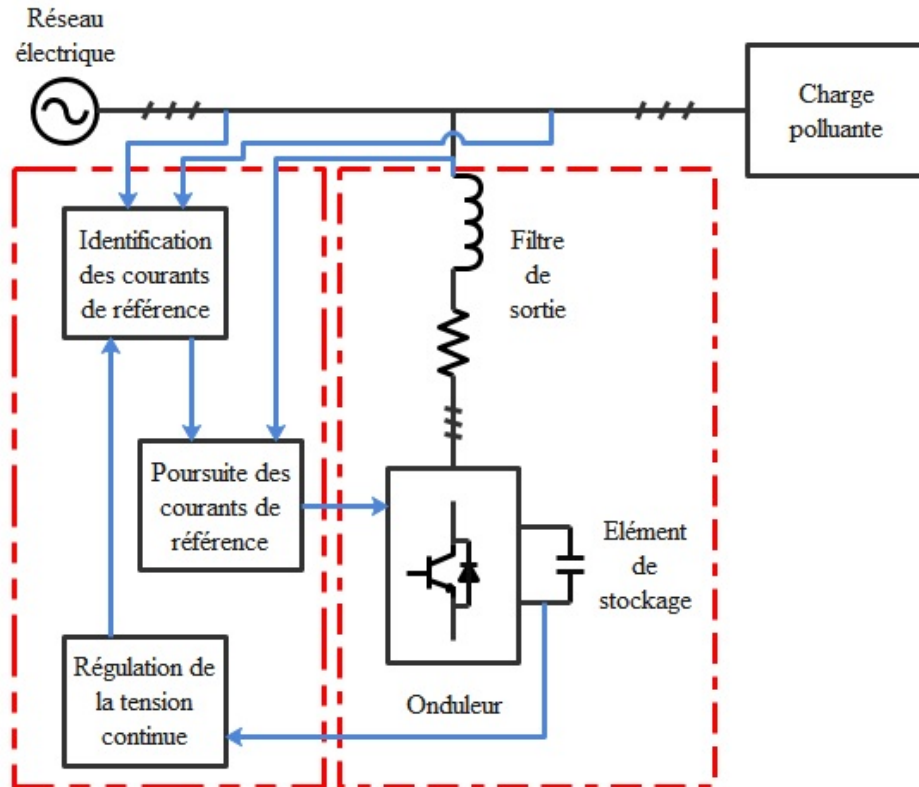 Réseau
électrique
Charge
polluante
Identification
des courants
de référence
Filtre
de
sortie
Poursuite des
courants de
référence
Elément
de
stockage
Régulation de
la tension
continue
Onduleur